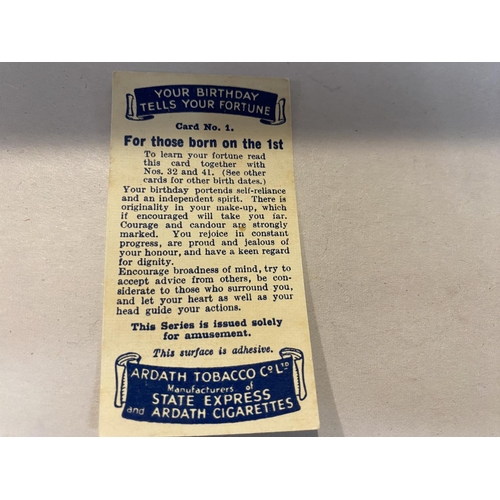 YOUR BIRTHDAY
TELLS YOUR FORTUNE
Card No. 1.
For those born on the 1st
To learn your fortune read
this card together with
Nos. 32 and 41. (See other
cards for other birth dates.)
Your birthday portends self-reliance
and an independent spirit. There is
originality in your make-up, which
if encouraged will take you far.
Courage and candour are strongly
marked. You rejoice in constant
progress, are proud and jealous of
your honour, and have a keen regard
for dignity.
Encourage broadness of mind, try to
accept advice from others, be con-
siderate to those who surround you,
and let your heart as well as your
head guide your actions.
This Series is issued solely
for amusement.
This surface is adhesive.
ARDATH TOBACCO Co LTD
Manufacturers of
STATE EXPRESS
and ARDATH CIGARETTES